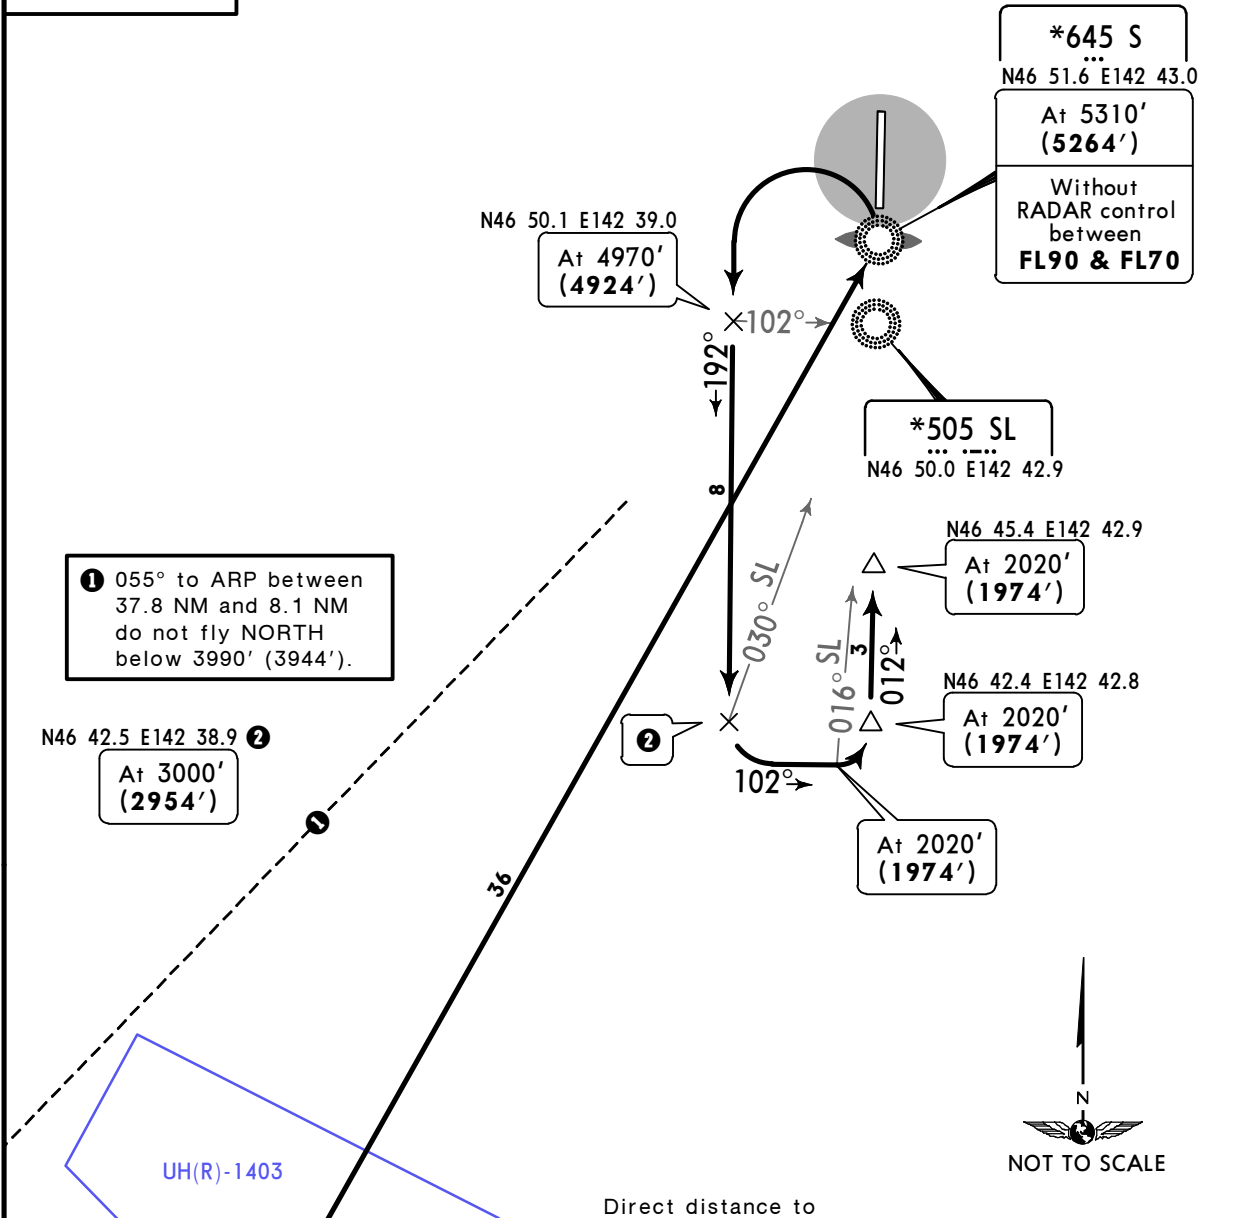 *645 S
N46 51.6 E142 43.0
At 5310′
(5264′)
Without
RADAR control
between
FL90 & FL70
N46 50.1 E142 39.0
At 4970′
(4924′)
102°
192°
*505 SL
N46 50.0 E142 42.9
8
N46 45.4 E142 42.9
At 2020′
(1974′)
1 055° to ARP between
37.8 NM and 8.1 NM
do not fly NORTH
below 3990′ (3944′).
030° SL
016° SL
3
012°
N46 42.4 E142 42.8
At 2020′
(1974′)
N46 42.5 E142 38.9 2
At 3000′
(2954′)
2
102°
1
At 2020′
(1974′)
36
N
NOT TO SCALE
UH(R)-1403
Direct distance to